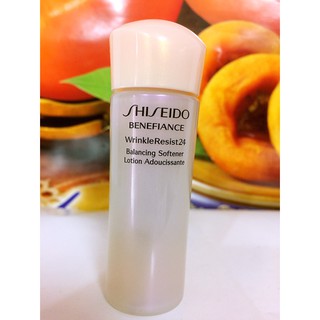 SHISEIDO
BENEFIANCE
WrinkleResist24
Balancing Softener
Lotion Adoucissante